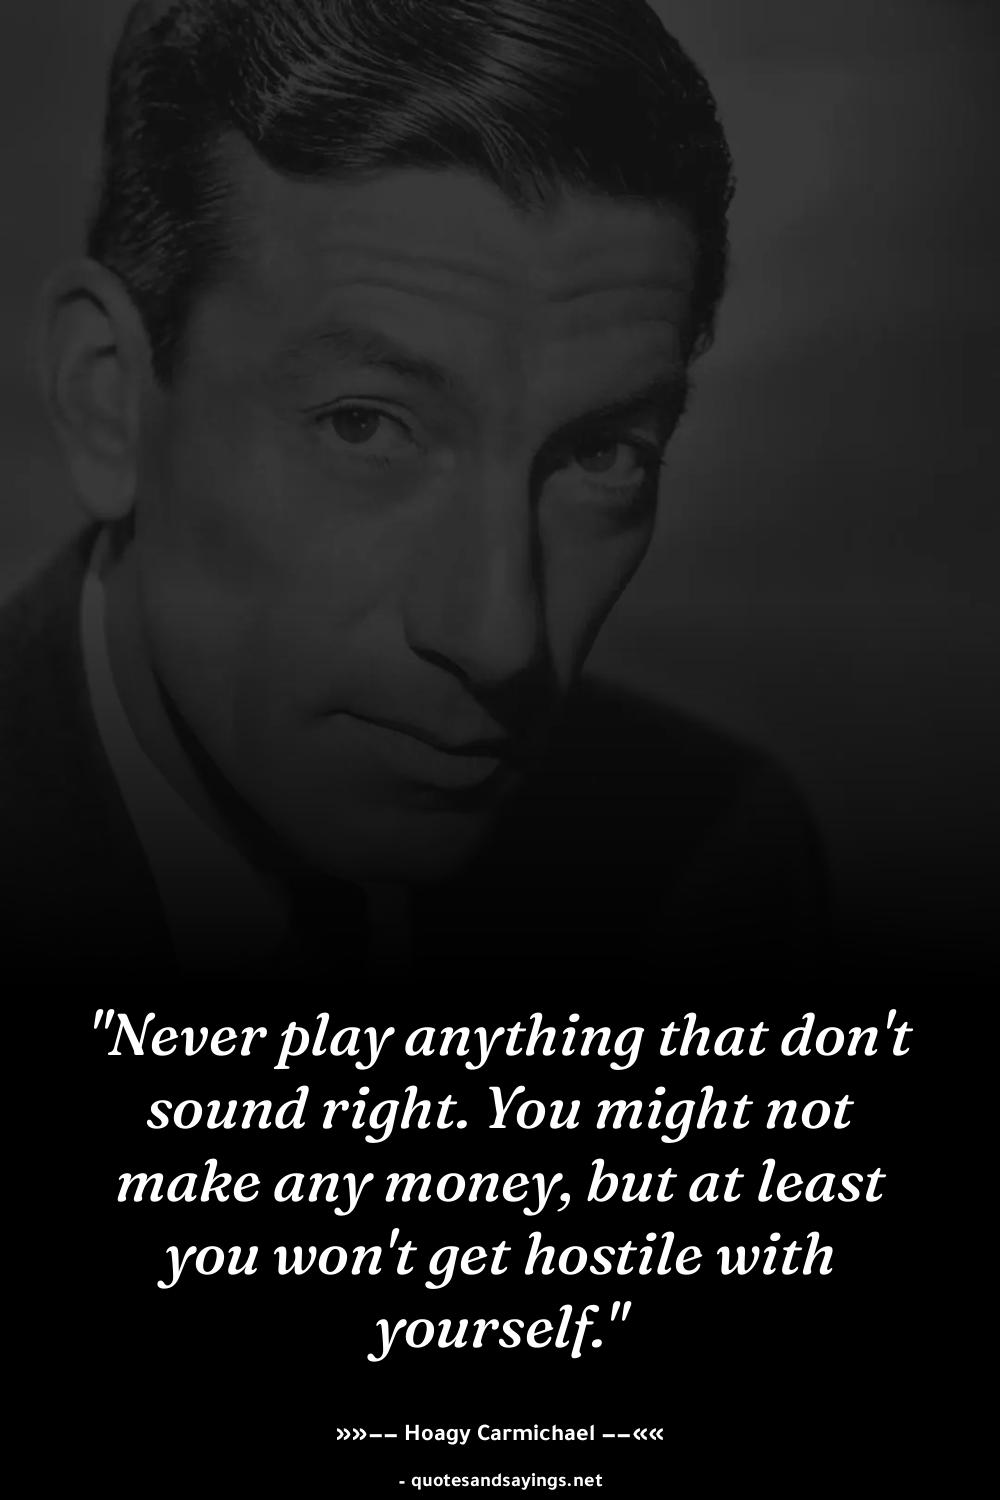 "Never play anything that don't
sound right. You might not
make any money, but at least
you won't get hostile with
yourself."
»»–– Hoagy Carmichael ––««
- quotesandsayings.net